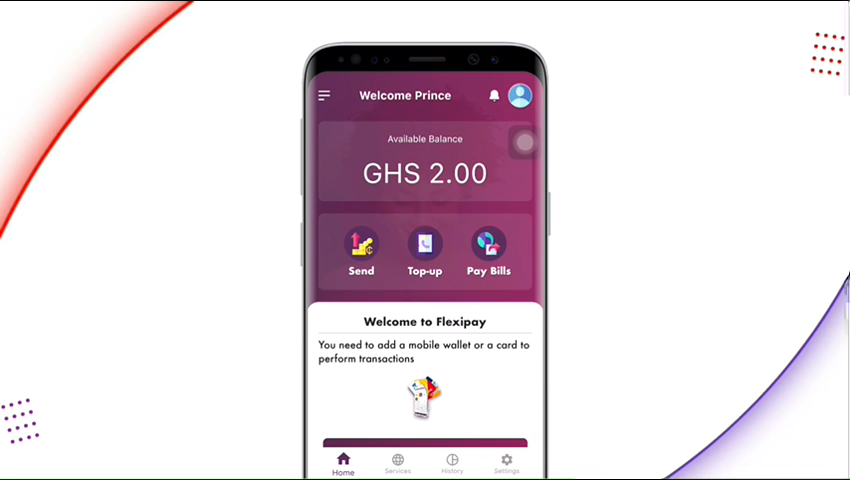 Welcome Prince
Available Balance
GHS 2.00
Send
Top-up
Pay Bills
Welcome to Flexipay
You need to add a mobile wallet or a card to
perform transactions
Home
Services
History
Settings